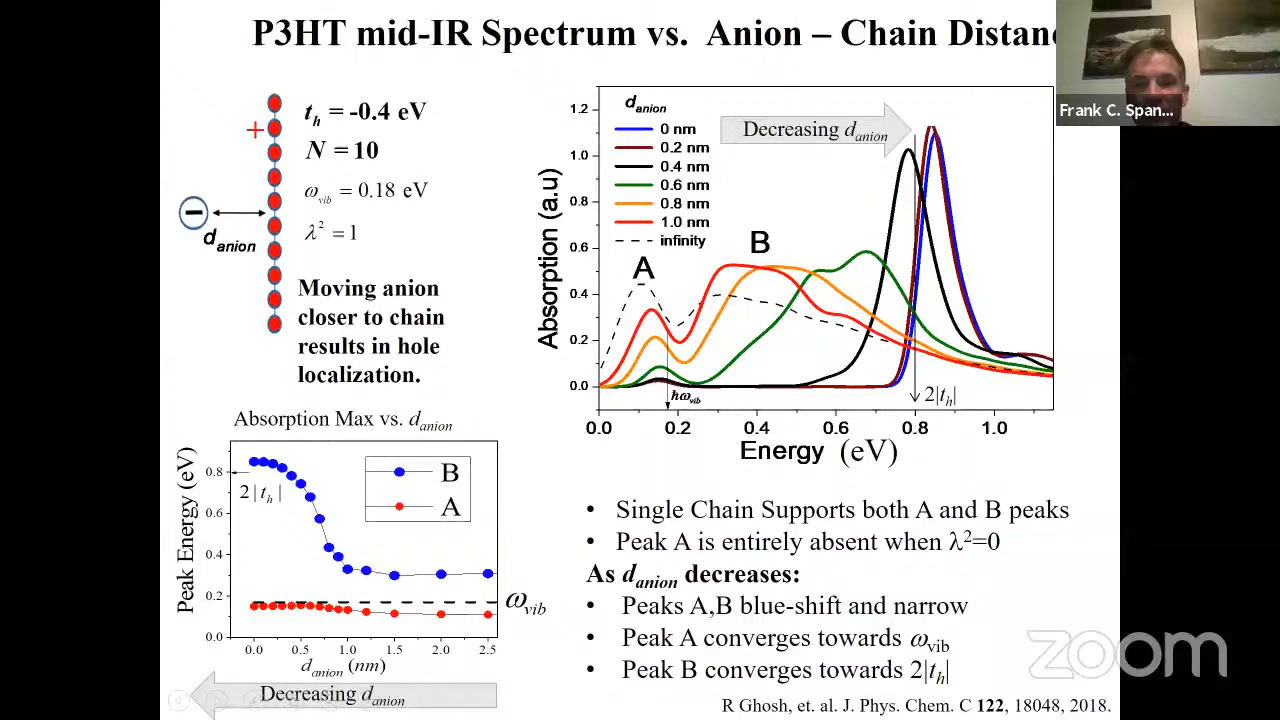 P3HT mid-IR Spectrum vs. Anion – Chain Distanc
Frank C. Span...
+
−
d_anion
t_h = -0.4 eV
N = 10
ω_vib = 0.18 eV
λ² = 1
Moving anion
closer to chain
results in hole
localization.
Absorption (a.u)
1.2
1.0
0.8
0.6
0.4
0.2
0.0
d_anion
0 nm
0.2 nm
0.4 nm
0.6 nm
0.8 nm
1.0 nm
infinity
Decreasing d_anion
A
B
ħω_vib
2|t_h|
0.0 0.2 0.4 0.6 0.8 1.0
Energy (eV)
Absorption Max vs. d_anion
Peak Energy (eV)
0.8
0.6
0.4
0.2
0.0
2|t_h|
B
A
ω_vib
0.0 0.5 1.0 1.5 2.0 2.5
d_anion (nm)
Decreasing d_anion
• Single Chain Supports both A and B peaks
• Peak A is entirely absent when λ²=0
As d_anion decreases:
• Peaks A,B blue-shift and narrow
• Peak A converges towards ω_vib
• Peak B converges towards 2|t_h|
zoom
R Ghosh, et. al. J. Phys. Chem. C 122, 18048, 2018.